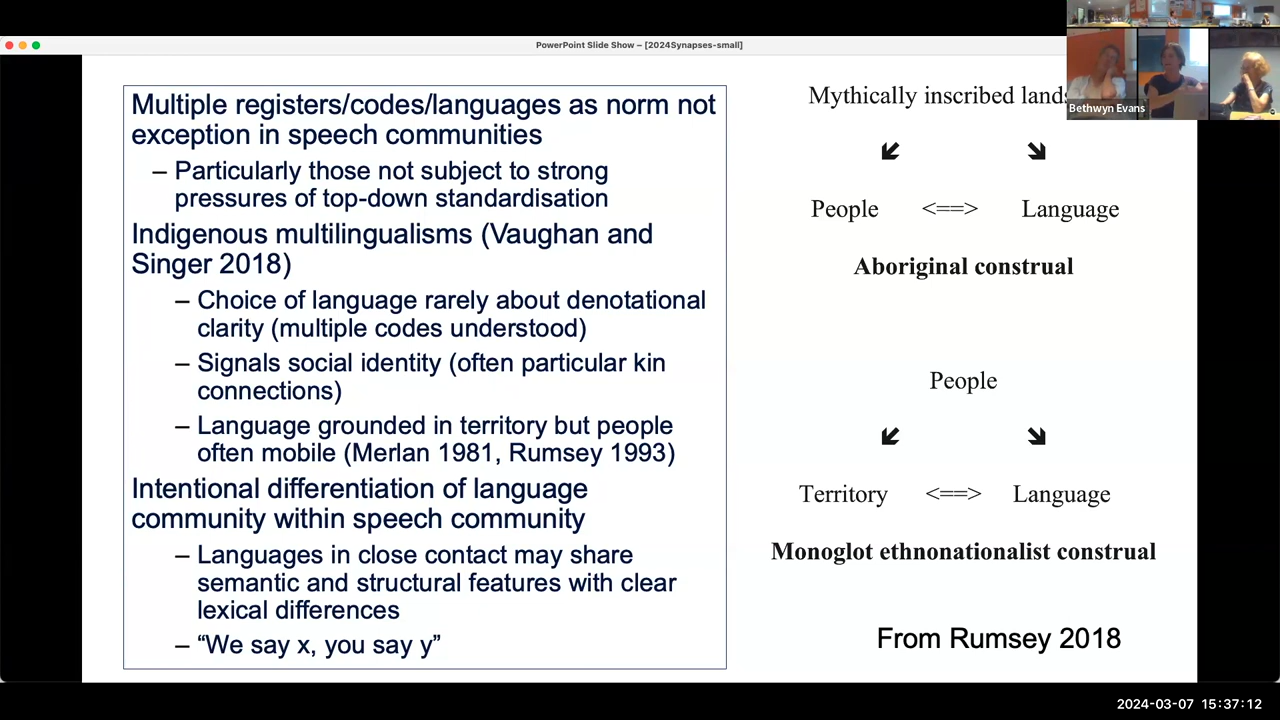 PowerPoint Slide Show – [2024Synapses-small]
Multiple registers/codes/languages as norm not
exception in speech communities
– Particularly those not subject to strong
pressures of top-down standardisation
Indigenous multilingualisms (Vaughan and
Singer 2018)
– Choice of language rarely about denotational
clarity (multiple codes understood)
– Signals social identity (often particular kin
connections)
– Language grounded in territory but people
often mobile (Merlan 1981, Rumsey 1993)
Intentional differentiation of language
community within speech community
– Languages in close contact may share
semantic and structural features with clear
lexical differences
– “We say x, you say y”
Mythically inscribed
People <==> Language
Aboriginal construal
People
Territory <==> Language
Monoglot ethnonationalist construal
From Rumsey 2018
Bethwyn Evans
2024-03-07 15:37:12